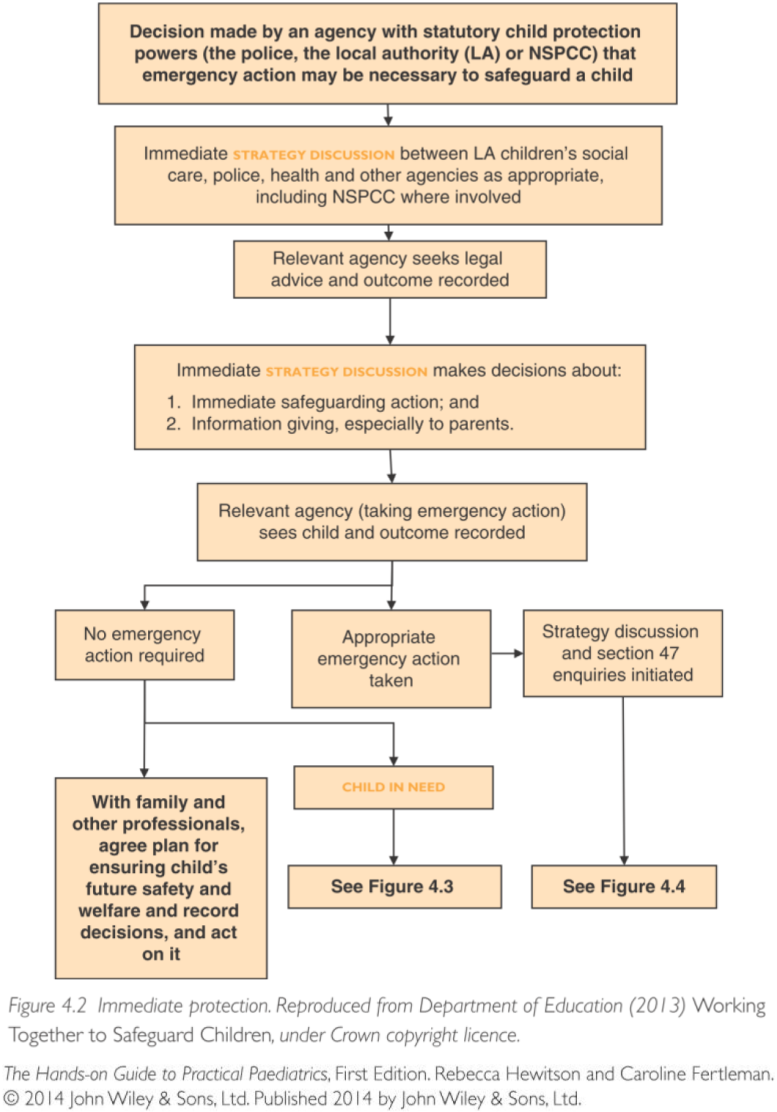 Decision made by an agency with statutory child protection
powers (the police, the local authority (LA) or NSPCC) that
emergency action may be necessary to safeguard a child
Immediate STRATEGY DISCUSSION between LA children's social
care, police, health and other agencies as appropriate,
including NSPCC where involved
Relevant agency seeks legal
advice and outcome recorded
Immediate STRATEGY DISCUSSION makes decisions about:
1. Immediate safeguarding action; and
2. Information giving, especially to parents.
Relevant agency (taking emergency action)
sees child and outcome recorded
No emergency
action required
Appropriate
emergency action
taken
Strategy discussion
and section 47
enquiries initiated
With family and
other professionals,
agree plan for
ensuring child's
future safety and
welfare and record
decisions, and act
on it
CHILD IN NEED
See Figure 4.3
See Figure 4.4
Figure 4.2 Immediate protection. Reproduced from Department of Education (2013) Working
Together to Safeguard Children, under Crown copyright licence.
The Hands-on Guide to Practical Paediatrics, First Edition. Rebecca Hewitson and Caroline Fertleman.
© 2014 John Wiley & Sons, Ltd. Published 2014 by John Wiley & Sons, Ltd.